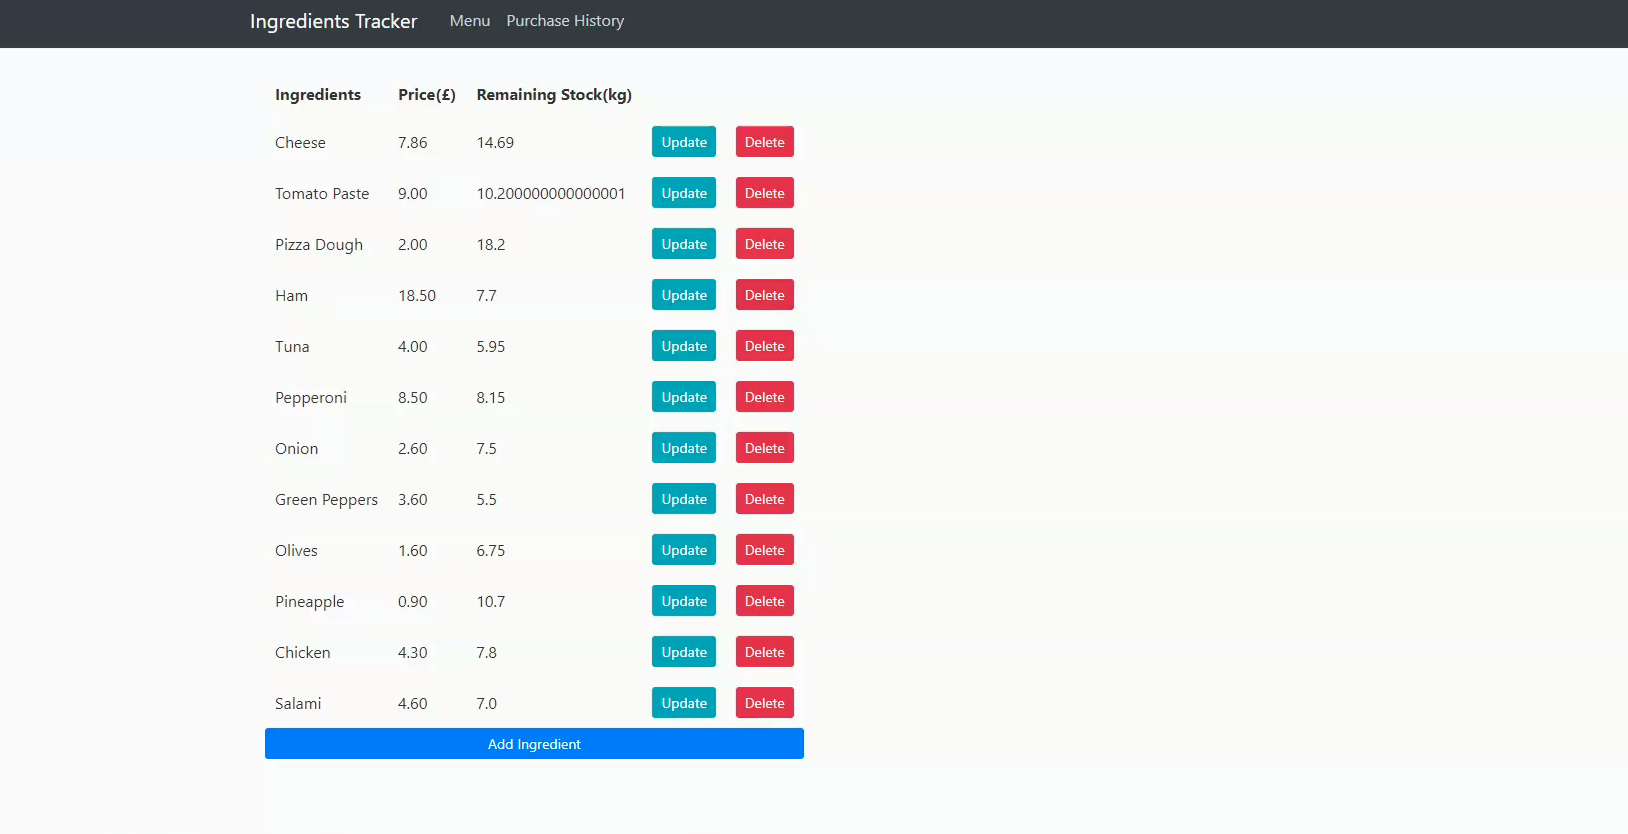 Ingredients Tracker Menu Purchase History
Ingredients Price(£) Remaining Stock(kg)
Cheese 7.86 14.69 Update Delete
Tomato Paste 9.00 10.200000000000001 Update Delete
Pizza Dough 2.00 18.2 Update Delete
Ham 18.50 7.7 Update Delete
Tuna 4.00 5.95 Update Delete
Pepperoni 8.50 8.15 Update Delete
Onion 2.60 7.5 Update Delete
Green Peppers 3.60 5.5 Update Delete
Olives 1.60 6.75 Update Delete
Pineapple 0.90 10.7 Update Delete
Chicken 4.30 7.8 Update Delete
Salami 4.60 7.0 Update Delete
Add Ingredient